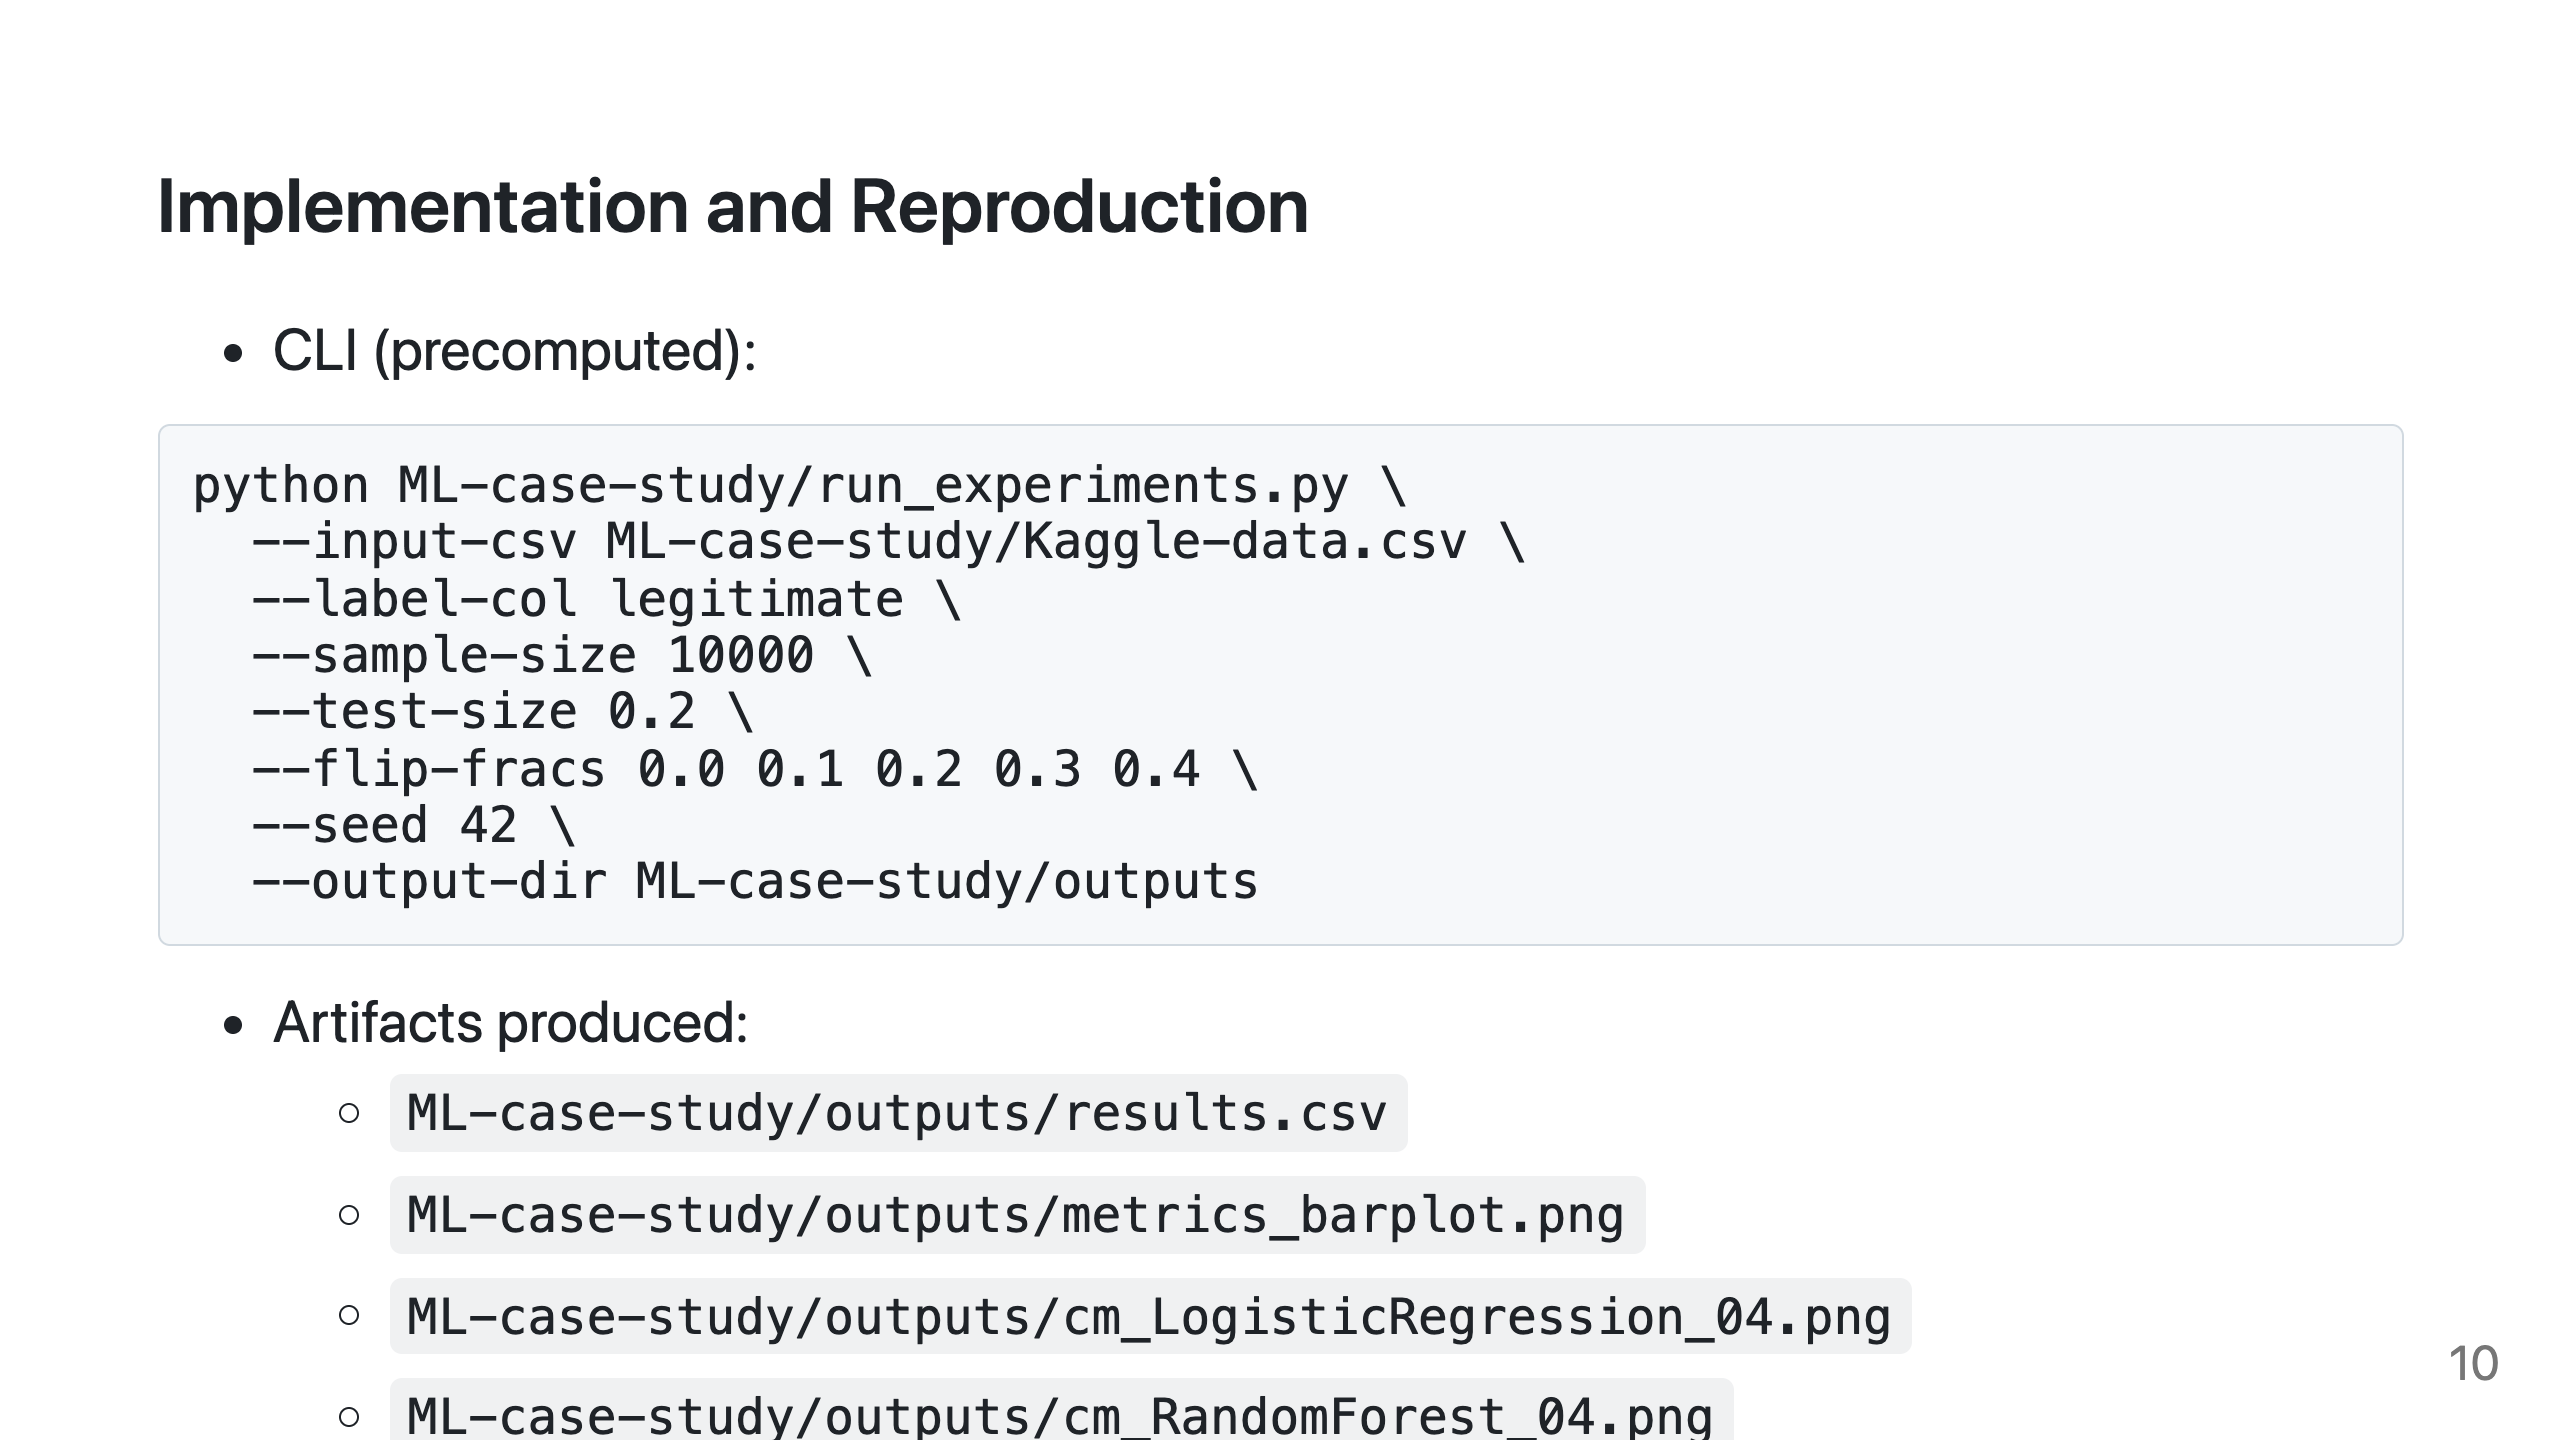 Implementation and Reproduction
• CLI (precomputed):
python ML-case-study/run_experiments.py \
  --input-csv ML-case-study/Kaggle-data.csv \
  --label-col legitimate \
  --sample-size 10000 \
  --test-size 0.2 \
  --flip-fracs 0.0 0.1 0.2 0.3 0.4 \
  --seed 42 \
  --output-dir ML-case-study/outputs
• Artifacts produced:
○ ML-case-study/outputs/results.csv
○ ML-case-study/outputs/metrics_barplot.png
○ ML-case-study/outputs/cm_LogisticRegression_04.png
○ ML-case-study/outputs/cm_RandomForest_04.png
10